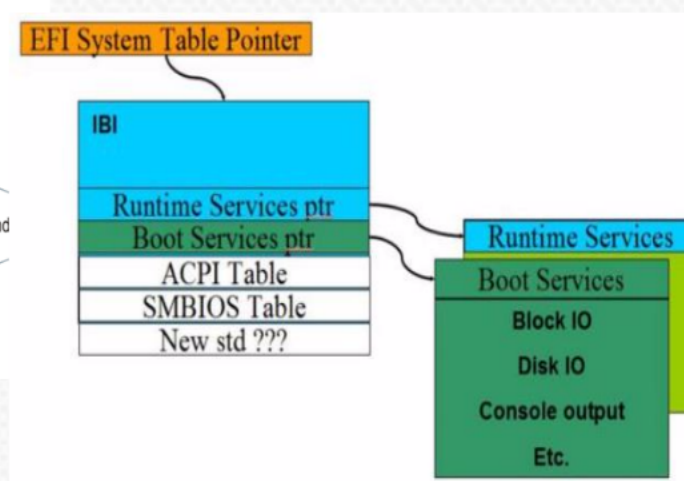 EFI System Table Pointer
IBI
Runtime Services ptr
Boot Services ptr
ACPI Table
SMBIOS Table
New std ???
Runtime Services
Boot Services
Block IO
Disk IO
Console output
Etc.